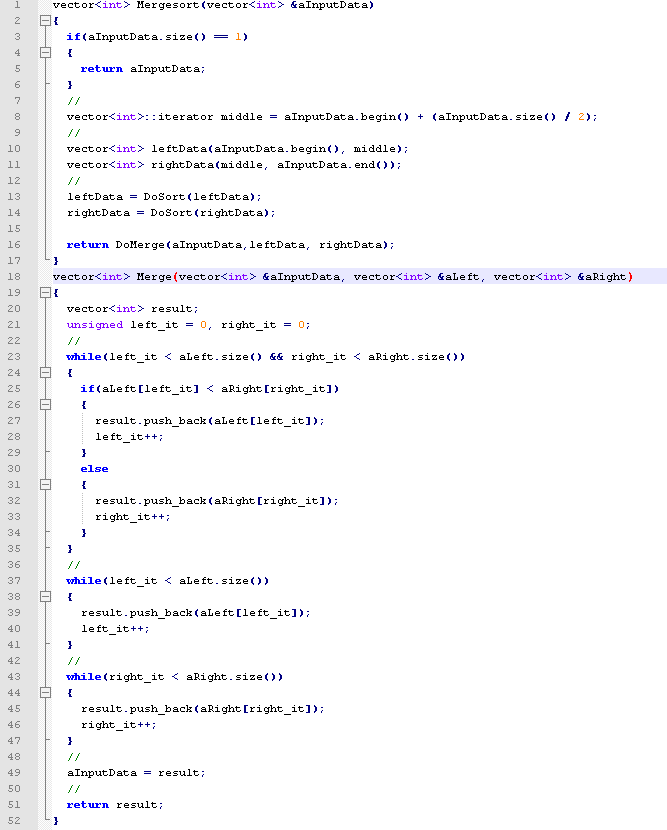 1 vector<int> Mergesort(vector<int> &aInputData)
2 {
3 if(aInputData.size() == 1)
4 {
5 return aInputData;
6 }
7 //
8 vector<int>::iterator middle = aInputData.begin() + (aInputData.size() / 2);
9 //
10 vector<int> leftData(aInputData.begin(), middle);
11 vector<int> rightData(middle, aInputData.end());
12 //
13 leftData = DoSort(leftData);
14 rightData = DoSort(rightData);
15
16 return DoMerge(aInputData,leftData, rightData);
17 }
18 vector<int> Merge(vector<int> &aInputData, vector<int> &aLeft, vector<int> &aRight)
19 {
20 vector<int> result;
21 unsigned left_it = 0, right_it = 0;
22 //
23 while(left_it < aLeft.size() && right_it < aRight.size())
24 {
25 if(aLeft[left_it] < aRight[right_it])
26 {
27 result.push_back(aLeft[left_it]);
28 left_it++;
29 }
30 else
31 {
32 result.push_back(aRight[right_it]);
33 right_it++;
34 }
35 }
36 //
37 while(left_it < aLeft.size())
38 {
39 result.push_back(aLeft[left_it]);
40 left_it++;
41 }
42 //
43 while(right_it < aRight.size())
44 {
45 result.push_back(aRight[right_it]);
46 right_it++;
47 }
48 //
49 aInputData = result;
50 //
51 return result;
52 }